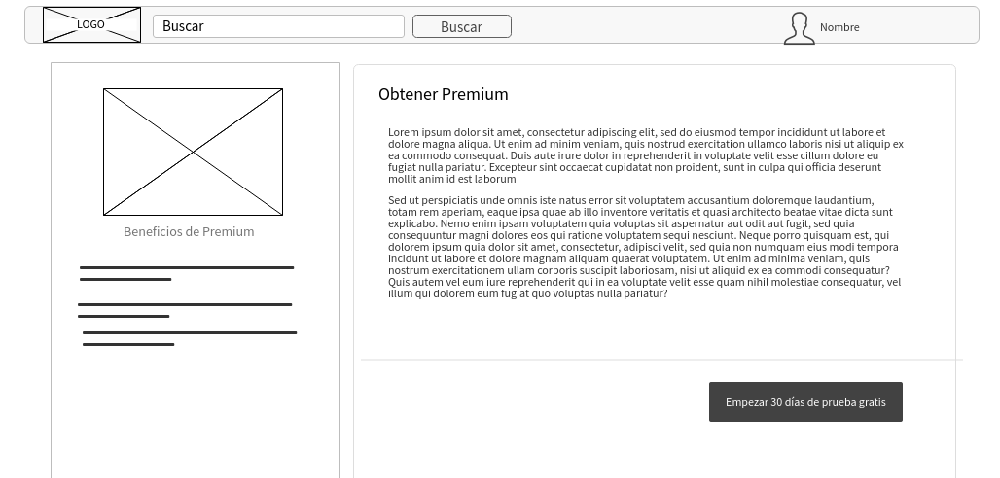 LOGO
Buscar
Buscar
Nombre
Beneficios de Premium
Obtener Premium
Lorem ipsum dolor sit amet, consectetur adipiscing elit, sed do eiusmod tempor incididunt ut labore et
dolore magna aliqua. Ut enim ad minim veniam, quis nostrud exercitation ullamco laboris nisi ut aliquip ex
ea commodo consequat. Duis aute irure dolor in reprehenderit in voluptate velit esse cillum dolore eu
fugiat nulla pariatur. Excepteur sint occaecat cupidatat non proident, sunt in culpa qui officia deserunt
mollit anim id est laborum
Sed ut perspiciatis unde omnis iste natus error sit voluptatem accusantium doloremque laudantium,
totam rem aperiam, eaque ipsa quae ab illo inventore veritatis et quasi architecto beatae vitae dicta sunt
explicabo. Nemo enim ipsam voluptatem quia voluptas sit aspernatur aut odit aut fugit, sed quia
consequuntur magni dolores eos qui ratione voluptatem sequi nesciunt. Neque porro quisquam est, qui
dolorem ipsum quia dolor sit amet, consectetur, adipisci velit, sed quia non numquam eius modi tempora
incidunt ut labore et dolore magnam aliquam quaerat voluptatem. Ut enim ad minima veniam, quis
nostrum exercitationem ullam corporis suscipit laboriosam, nisi ut aliquid ex ea commodi consequatur?
Quis autem vel eum iure reprehenderit qui in ea voluptate velit esse quam nihil molestiae consequatur, vel
illum qui dolorem eum fugiat quo voluptas nulla pariatur?
Empezar 30 días de prueba gratis